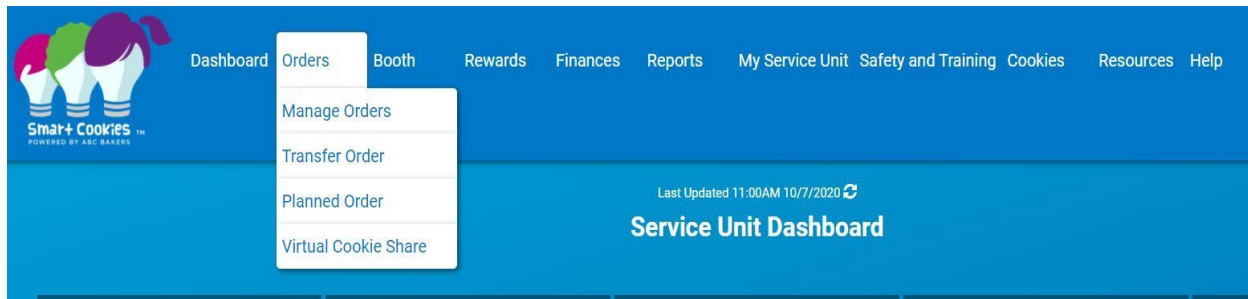 Dashboard Orders Booth Rewards Finances Reports My Service Unit Safety and Training Cookies Resources Help
Smart Cookies TM
POWERED BY ABC BAKERS
Manage Orders
Transfer Order
Planned Order
Virtual Cookie Share
Last Updated 11:00AM 10/7/2020
Service Unit Dashboard